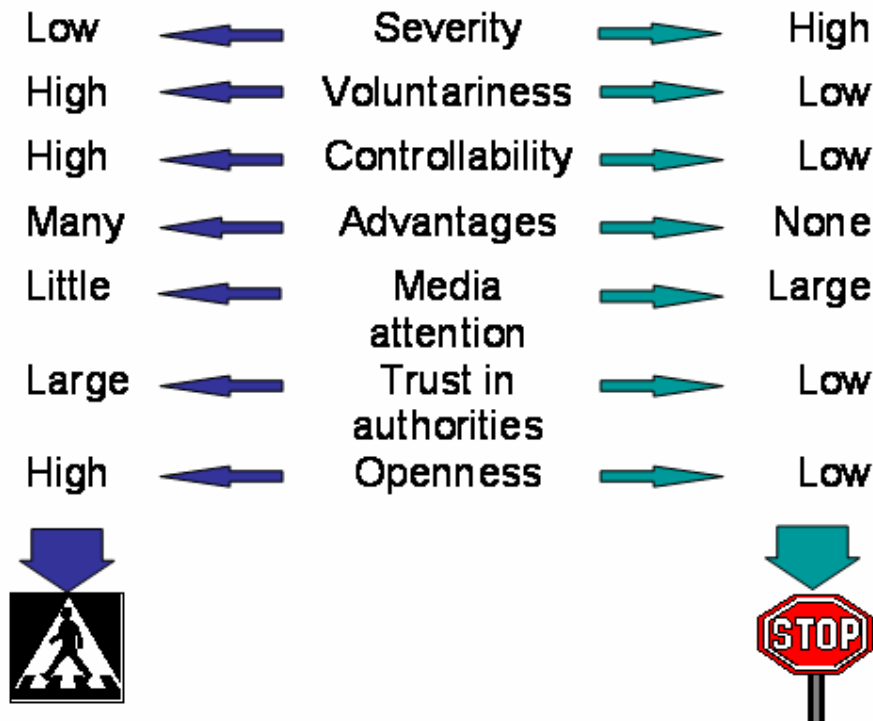 Low Severity High
High Voluntariness Low
High Controllability Low
Many Advantages None
Little Media Large
attention
Large Trust in Low
authorities
High Openness Low
STOP